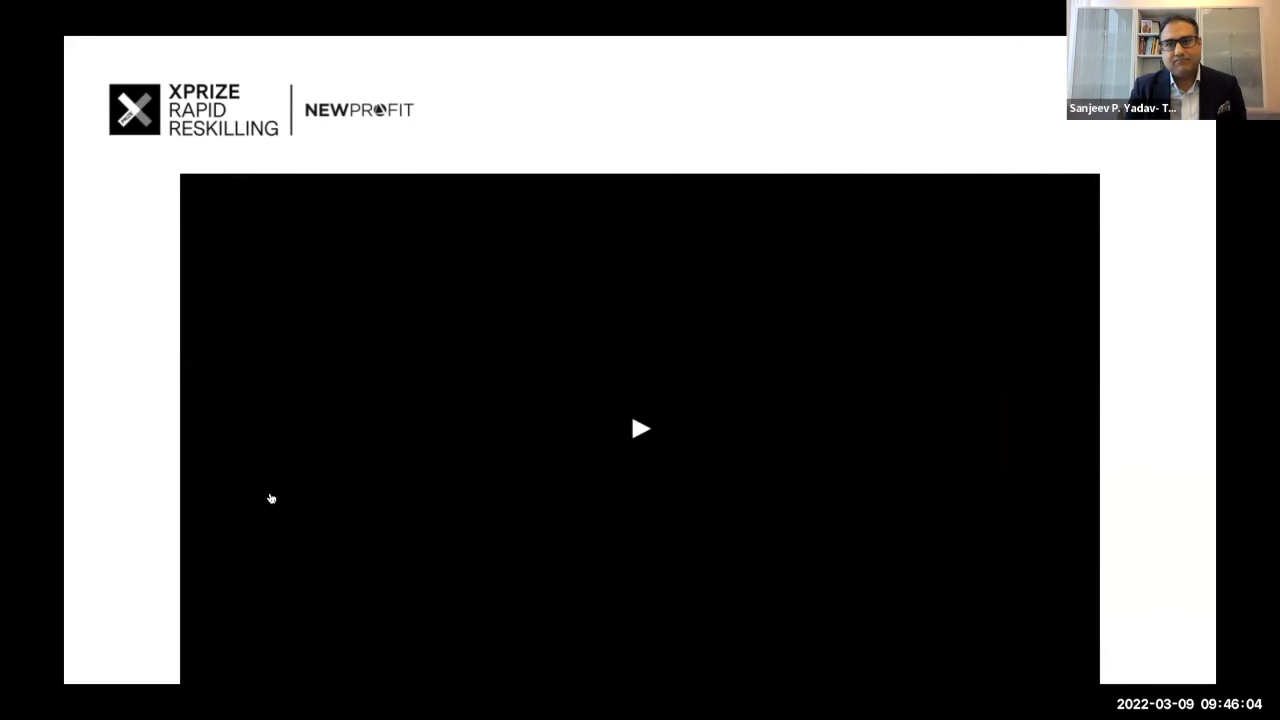 XPRIZE
RAPID
RESKILLING
NEWPROFIT
Sanjeev P. Yadav- T...
2022-03-09 09:46:04